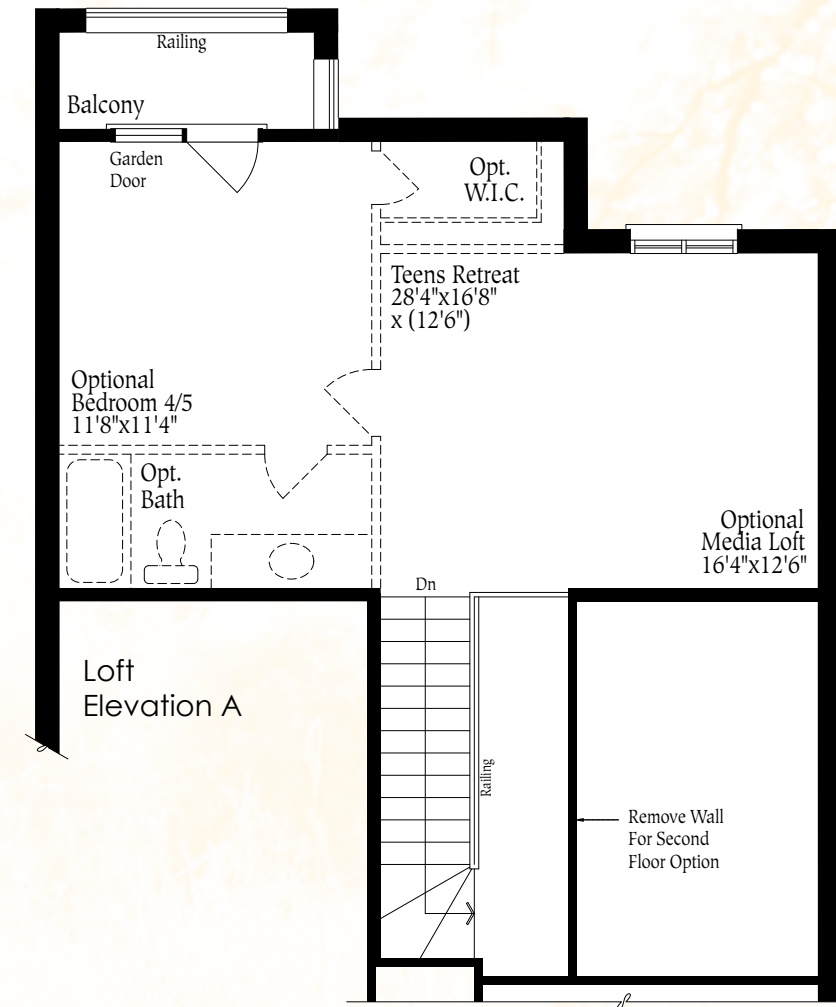 Railing
Balcony
Garden
Door
Opt.
W.I.C.
Teens Retreat
28'4"x16'8"
x (12'6")
Optional
Bedroom 4/5
11'8"x11'4"
Opt.
Bath
Optional
Media Loft
16'4"x12'6"
Dn
Loft
Elevation A
Railing
Remove Wall
For Second
Floor Option